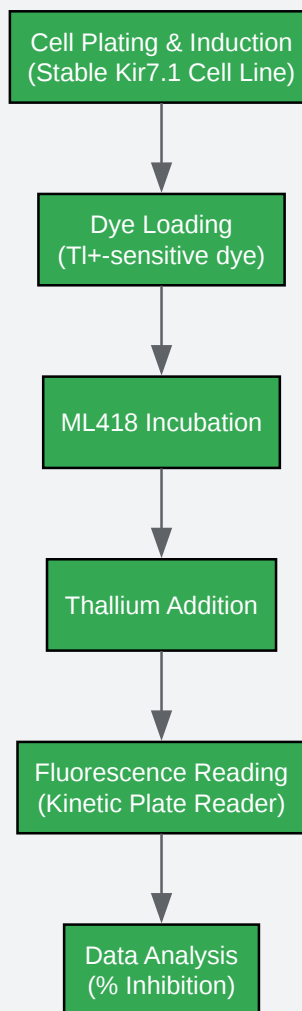 Cell Plating & Induction
(Stable Kir7.1 Cell Line)
Dye Loading
(Tl+-sensitive dye)
ML418 Incubation
Thallium Addition
Fluorescence Reading
(Kinetic Plate Reader)
Data Analysis
(% Inhibition)